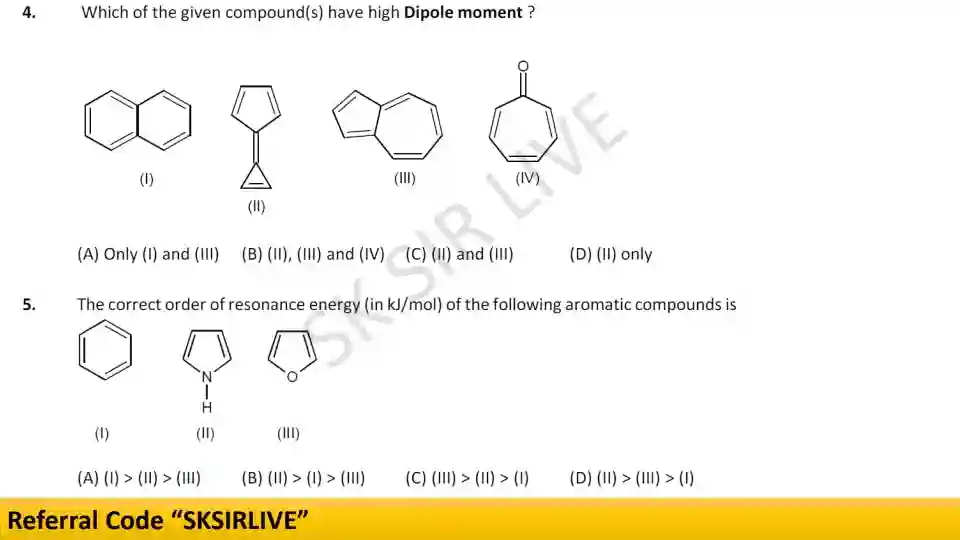 4. Which of the given compound(s) have high Dipole moment ?
O
(I) (II) (III) (IV)
(A) Only (I) and (III) (B) (II), (III) and (IV) (C) (II) and (III) (D) (II) only
5. The correct order of resonance energy (in kJ/mol) of the following aromatic compounds is
N O
H
(I) (II) (III)
(A) (I) > (II) > (III) (B) (II) > (I) > (III) (C) (III) > (II) > (I) (D) (II) > (III) > (I)
SK SIR LIVE
Referral Code “SKSIRLIVE”